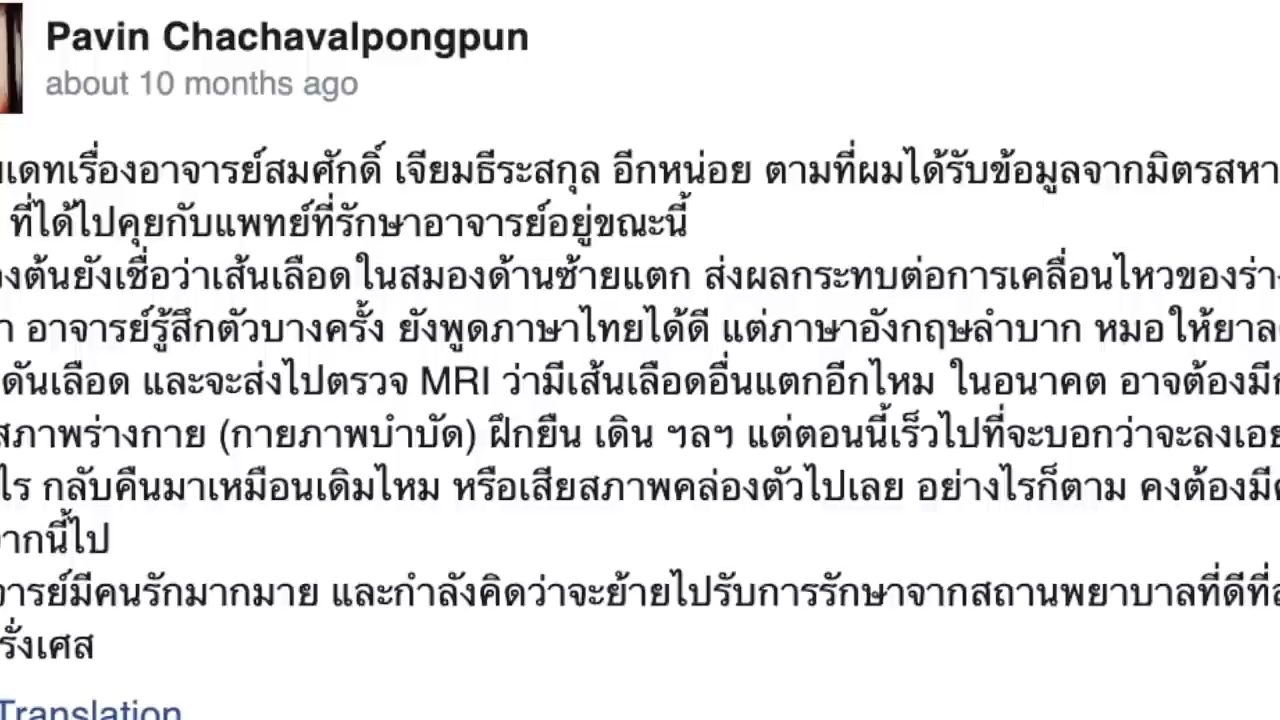 Pavin Chachavalpongpun
about 10 months ago
เดทเรื่องอาจารย์สมศักดิ์ เจียมธีระสกุล อีกหน่อย ตามที่ผมได้รับข้อมูลจากมิตรสหา
ที่ได้ไปคุยกับแพทย์ที่รักษาอาจารย์อยู่ขณะนี้
งต้นยังเชื่อว่าเส้นเลือดในสมองด้านซ้ายแตก ส่งผลกระทบต่อการเคลื่อนไหวของร่า
า อาจารย์รู้สึกตัวบางครั้ง ยังพูดภาษาไทยได้ดี แต่ภาษาอังกฤษลำบาก หมอให้ยาล
ดันเลือด และจะส่งไปตรวจ MRI ว่ามีเส้นเลือดอื่นแตกอีกไหม ในอนาคต อาจต้องมี
สภาพร่างกาย (กายภาพบำบัด) ฝึกยืน เดิน ฯลฯ แต่ตอนนี้เร็วไปที่จะบอกว่าจะลงเอย
ไร กลับคืนมาเหมือนเดิมไหม หรือเสียสภาพคล่องตัวไปเลย อย่างไรก็ตาม คงต้องมี
ากนี้ไป
จารย์มีคนรักมากมาย และกำลังคิดว่าจะย้ายไปรับการรักษาจากสถานพยาบาลที่ดีที่ส
รั่งเศส
Translation